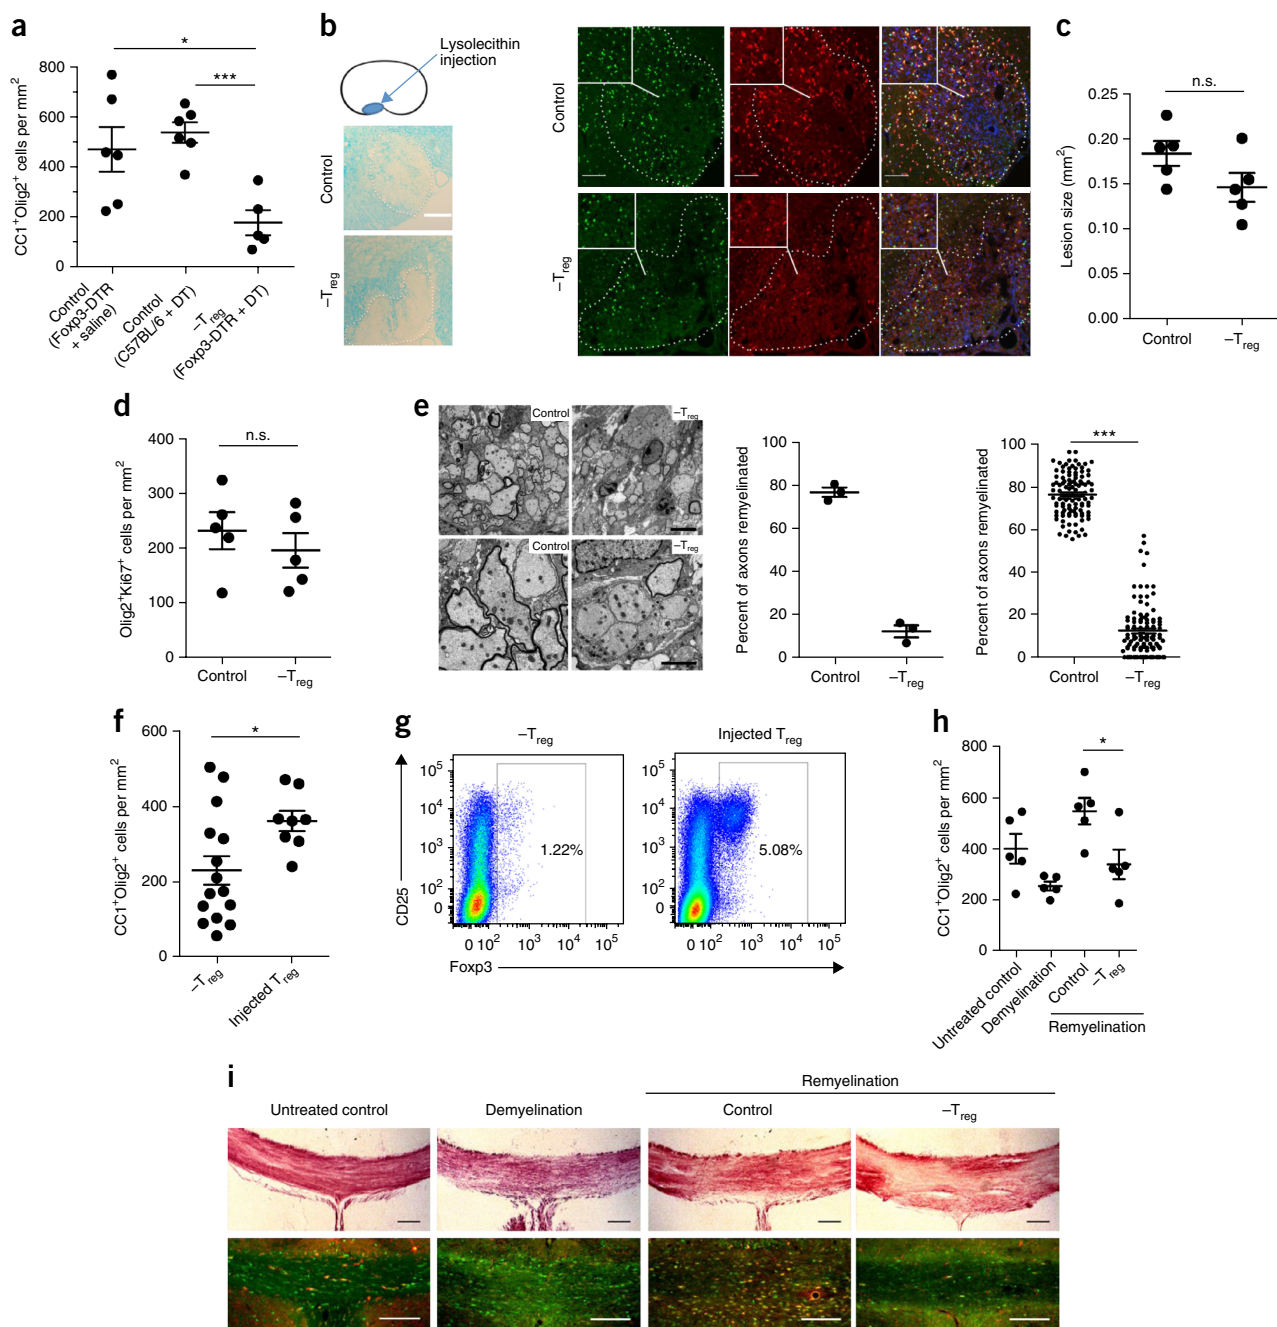 a
CC1+Olig2+ cells per mm2
800
600
400
200
0
*
***
Control
(Foxp3-DTR
+ saline)
Control
(C57BL/6 + DT)
–Treg
(Foxp3-DTR + DT)
b
Lysolecithin
injection
Control
–Treg
Control
–Treg
c
Lesion size (mm2)
0.25
0.20
0.15
0.10
0.05
0.00
n.s.
Control
–Treg
d
Olig2+Ki67+ cells per mm2
400
300
200
100
0
n.s.
Control
–Treg
e
Control
–Treg
Control
–Treg
Percent of axons remyelinated
100
80
60
40
20
0
Control
–Treg
Percent of axons remyelinated
100
80
60
40
20
0
***
Control
–Treg
f
CC1+Olig2+ cells per mm2
600
400
200
0
*
–Treg
Injected Treg
g
–Treg
Injected Treg
CD25
105
104
103
102
0
1.22%
0 102 103 104 105
105
104
103
102
0
5.08%
0 102 103 104 105
Foxp3
h
CC1+Olig2+ cells per mm2
800
600
400
200
0
*
Untreated control
Demyelination
Control
–Treg
Remyelination
i
Remyelination
Untreated control
Demyelination
Control
–Treg